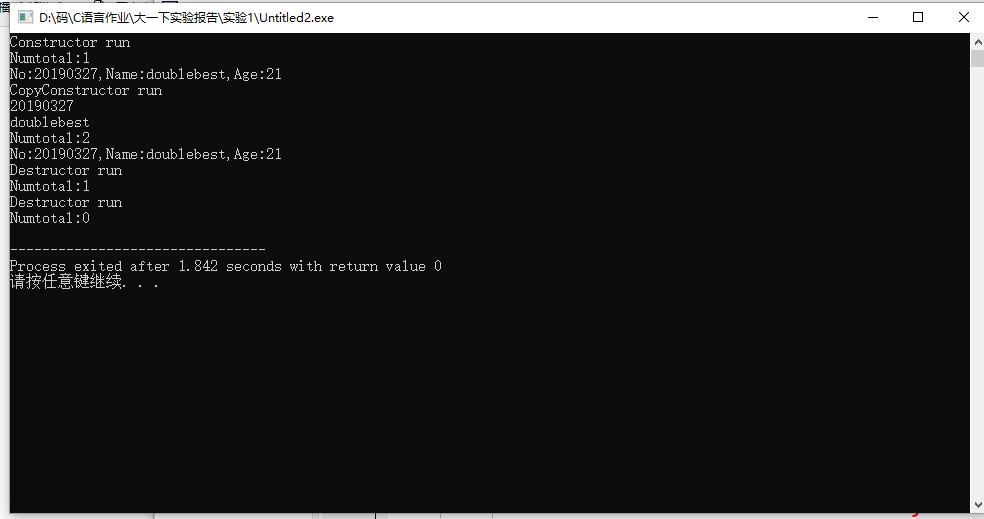 D:\码\C语言作业\大一下实验报告\实验1\Untitled2.exe
Constructor run
Numtotal:1
No:20190327,Name:doublebest,Age:21
CopyConstructor run
20190327
doublebest
Numtotal:2
No:20190327,Name:doublebest,Age:21
Destructor run
Numtotal:1
Destructor run
Numtotal:0
--------------------------------
Process exited after 1.842 seconds with return value 0
请按任意键继续. . .